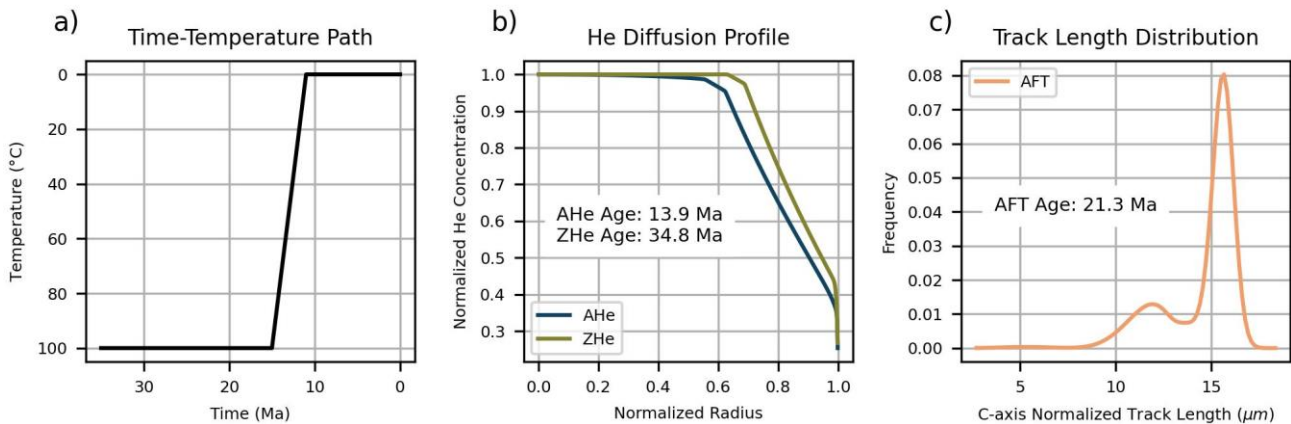 a)
Time-Temperature Path
0
20
40
60
80
100
Temperature (°C)
30
20
10
0
Time (Ma)
b)
He Diffusion Profile
1.0
0.9
0.8
0.7
0.6
0.5
0.4
0.3
Normalized He Concentration
AHe Age: 13.9 Ma
ZHe Age: 34.8 Ma
AHe
ZHe
0.0
0.2
0.4
0.6
0.8
1.0
Normalized Radius
c)
Track Length Distribution
AFT
0.08
0.07
0.06
0.05
0.04
0.03
0.02
0.01
0.00
Frequency
AFT Age: 21.3 Ma
5
10
15
C-axis Normalized Track Length (μm)